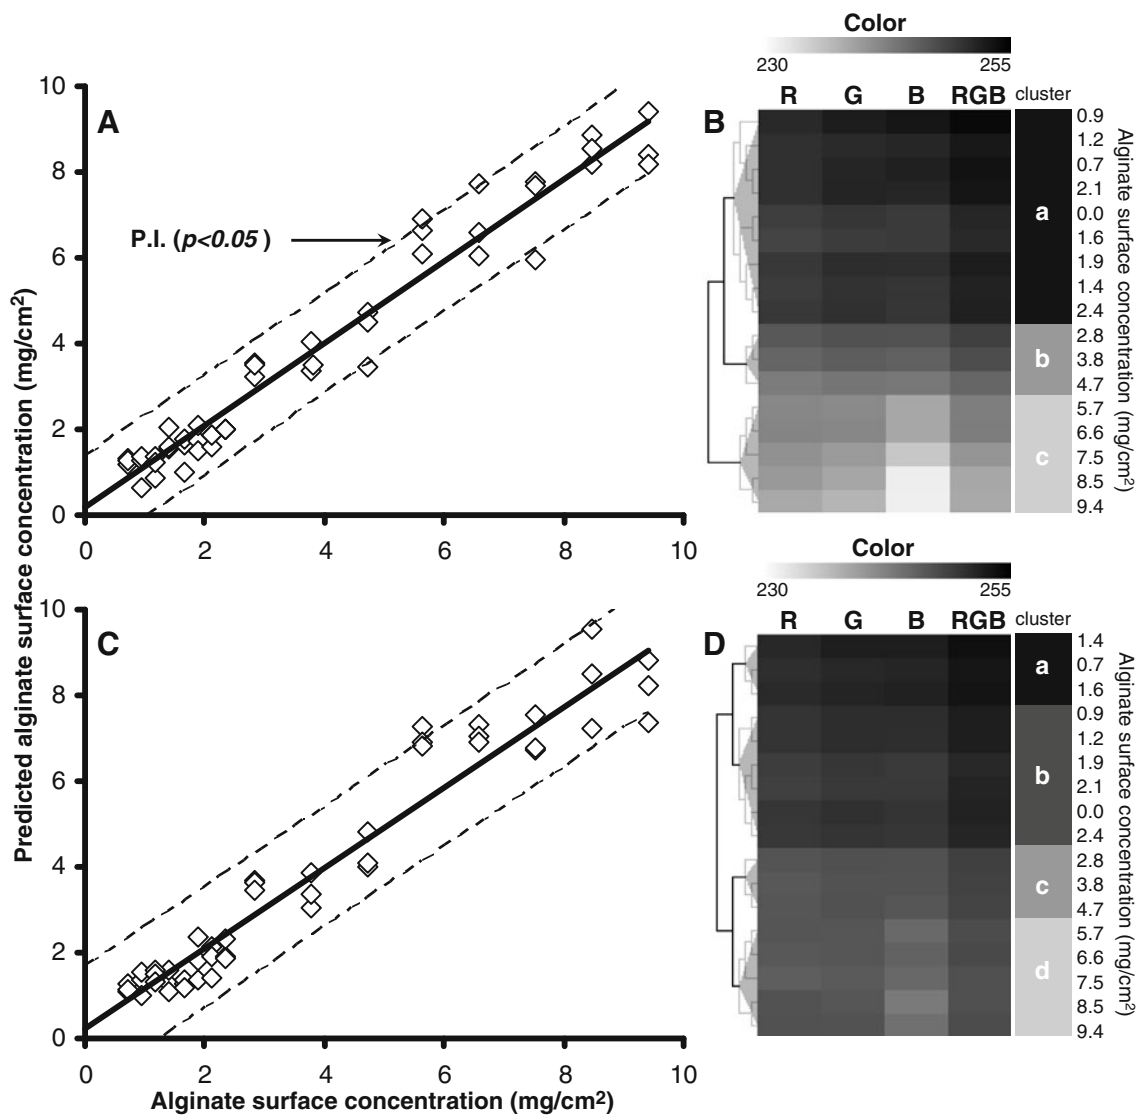 Predicted alginate surface concentration (mg/cm²)
A
10
8
6
4
2
0
P.I. (p<0.05 )
0 2 4 6 8 10
Color
230 255
B
R G B RGB cluster
a
b
c
0.9
1.2
0.7
2.1
0.0
1.6
1.9
1.4
2.4
2.8
3.8
4.7
5.7
6.6
7.5
8.5
9.4
Alginate surface concentration (mg/cm²)
C
10
8
6
4
2
0
0 2 4 6 8 10
Alginate surface concentration (mg/cm²)
Color
230 255
D
R G B RGB cluster
a
b
c
d
1.4
0.7
1.6
0.9
1.2
1.9
2.1
0.0
2.4
2.8
3.8
4.7
5.7
6.6
7.5
8.5
9.4
Alginate surface concentration (mg/cm²)